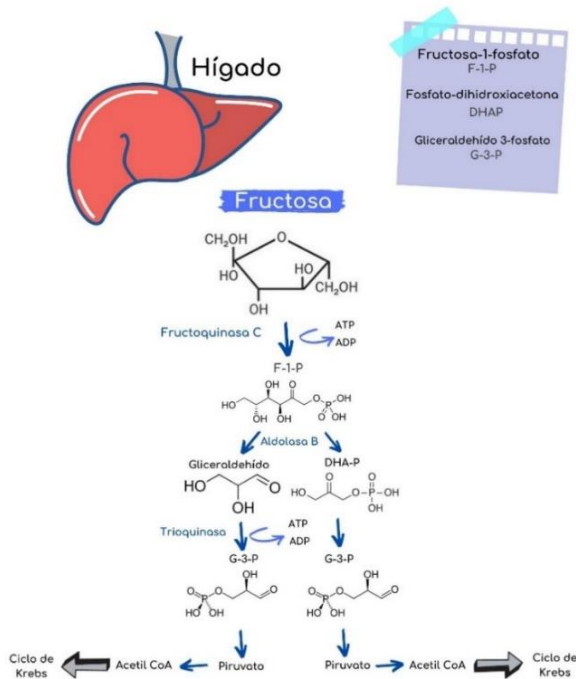 Hígado
Fructosa-1-fosfato
F-1-P
Fosfato-dihidroxiacetona
DHAP
Gliceraldehído 3-fosfato
G-3-P
Fructosa
CH₂OH
O
HO
HO
CH₂OH
OH
Fructoquinasa C
ATP
ADP
F-1-P
OH
OH
O
HO
O
P
OH
O
OH
OH
OH
Aldolasa B
Gliceraldehído
DHA-P
HO
O
OH
O
HO
O
O
P
OH
OH
Trioquinasa
ATP
ADP
G-3-P
G-3-P
O
O
OH
P
O
HO
OH
O
O
OH
P
O
HO
OH
Ciclo de
Krebs
Acetil CoA
Piruvato
Piruvato
Acetil CoA
Ciclo de
Krebs